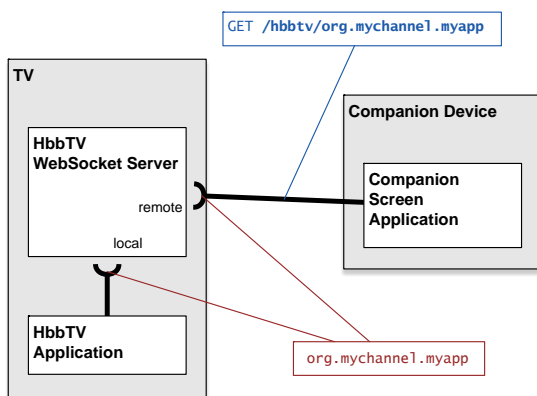 GET /hbbtv/org.mychannel.myapp
TV
HbbTV
WebSocket Server
remote
local
HbbTV
Application
Companion Device
Companion
Screen
Application
org.mychannel.myapp